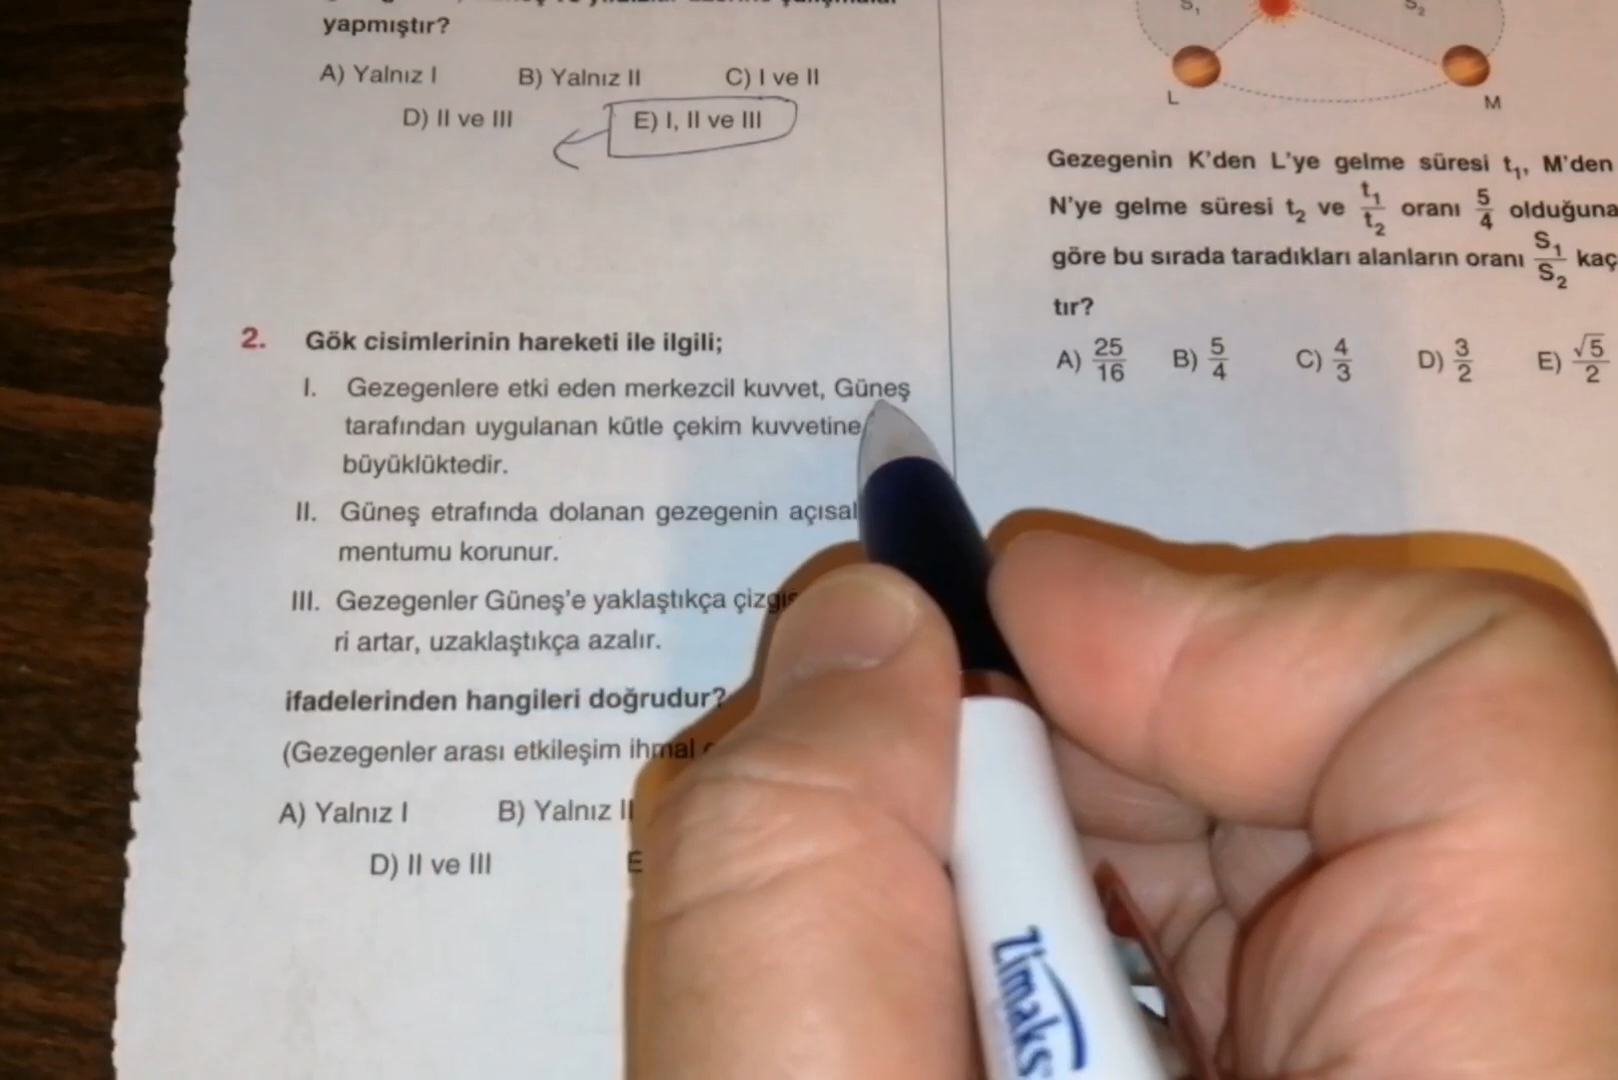 yapmıştır?
A) Yalnız I B) Yalnız II C) I ve II
D) II ve III E) I, II ve III
2. Gök cisimlerinin hareketi ile ilgili;
I. Gezegenlere etki eden merkezcil kuvvet, Güneş
tarafından uygulanan kütle çekim kuvvetine
büyüklüktedir.
II. Güneş etrafında dolanan gezegenin açısal
mentumu korunur.
III. Gezegenler Güneş'e yaklaştıkça
ri artar, uzaklaştıkça azalır.
ifadelerinden hangileri doğrudur?
(Gezegenler arası etkileşim ihmal
A) Yalnız I B) Yalnız II
D) II ve III E
S₁ S₂
L M
Gezegenin K'den L'ye gelme süresi t₁, M'den
N'ye gelme süresi t₂ ve t₁/t₂ oranı 5/4 olduğuna
göre bu sırada taradıkları alanların oranı S₁/S₂ kaç
tır?
A) 25/16 B) 5/4 C) 4/3 D) 3/2 E) √5/2
Zimaks